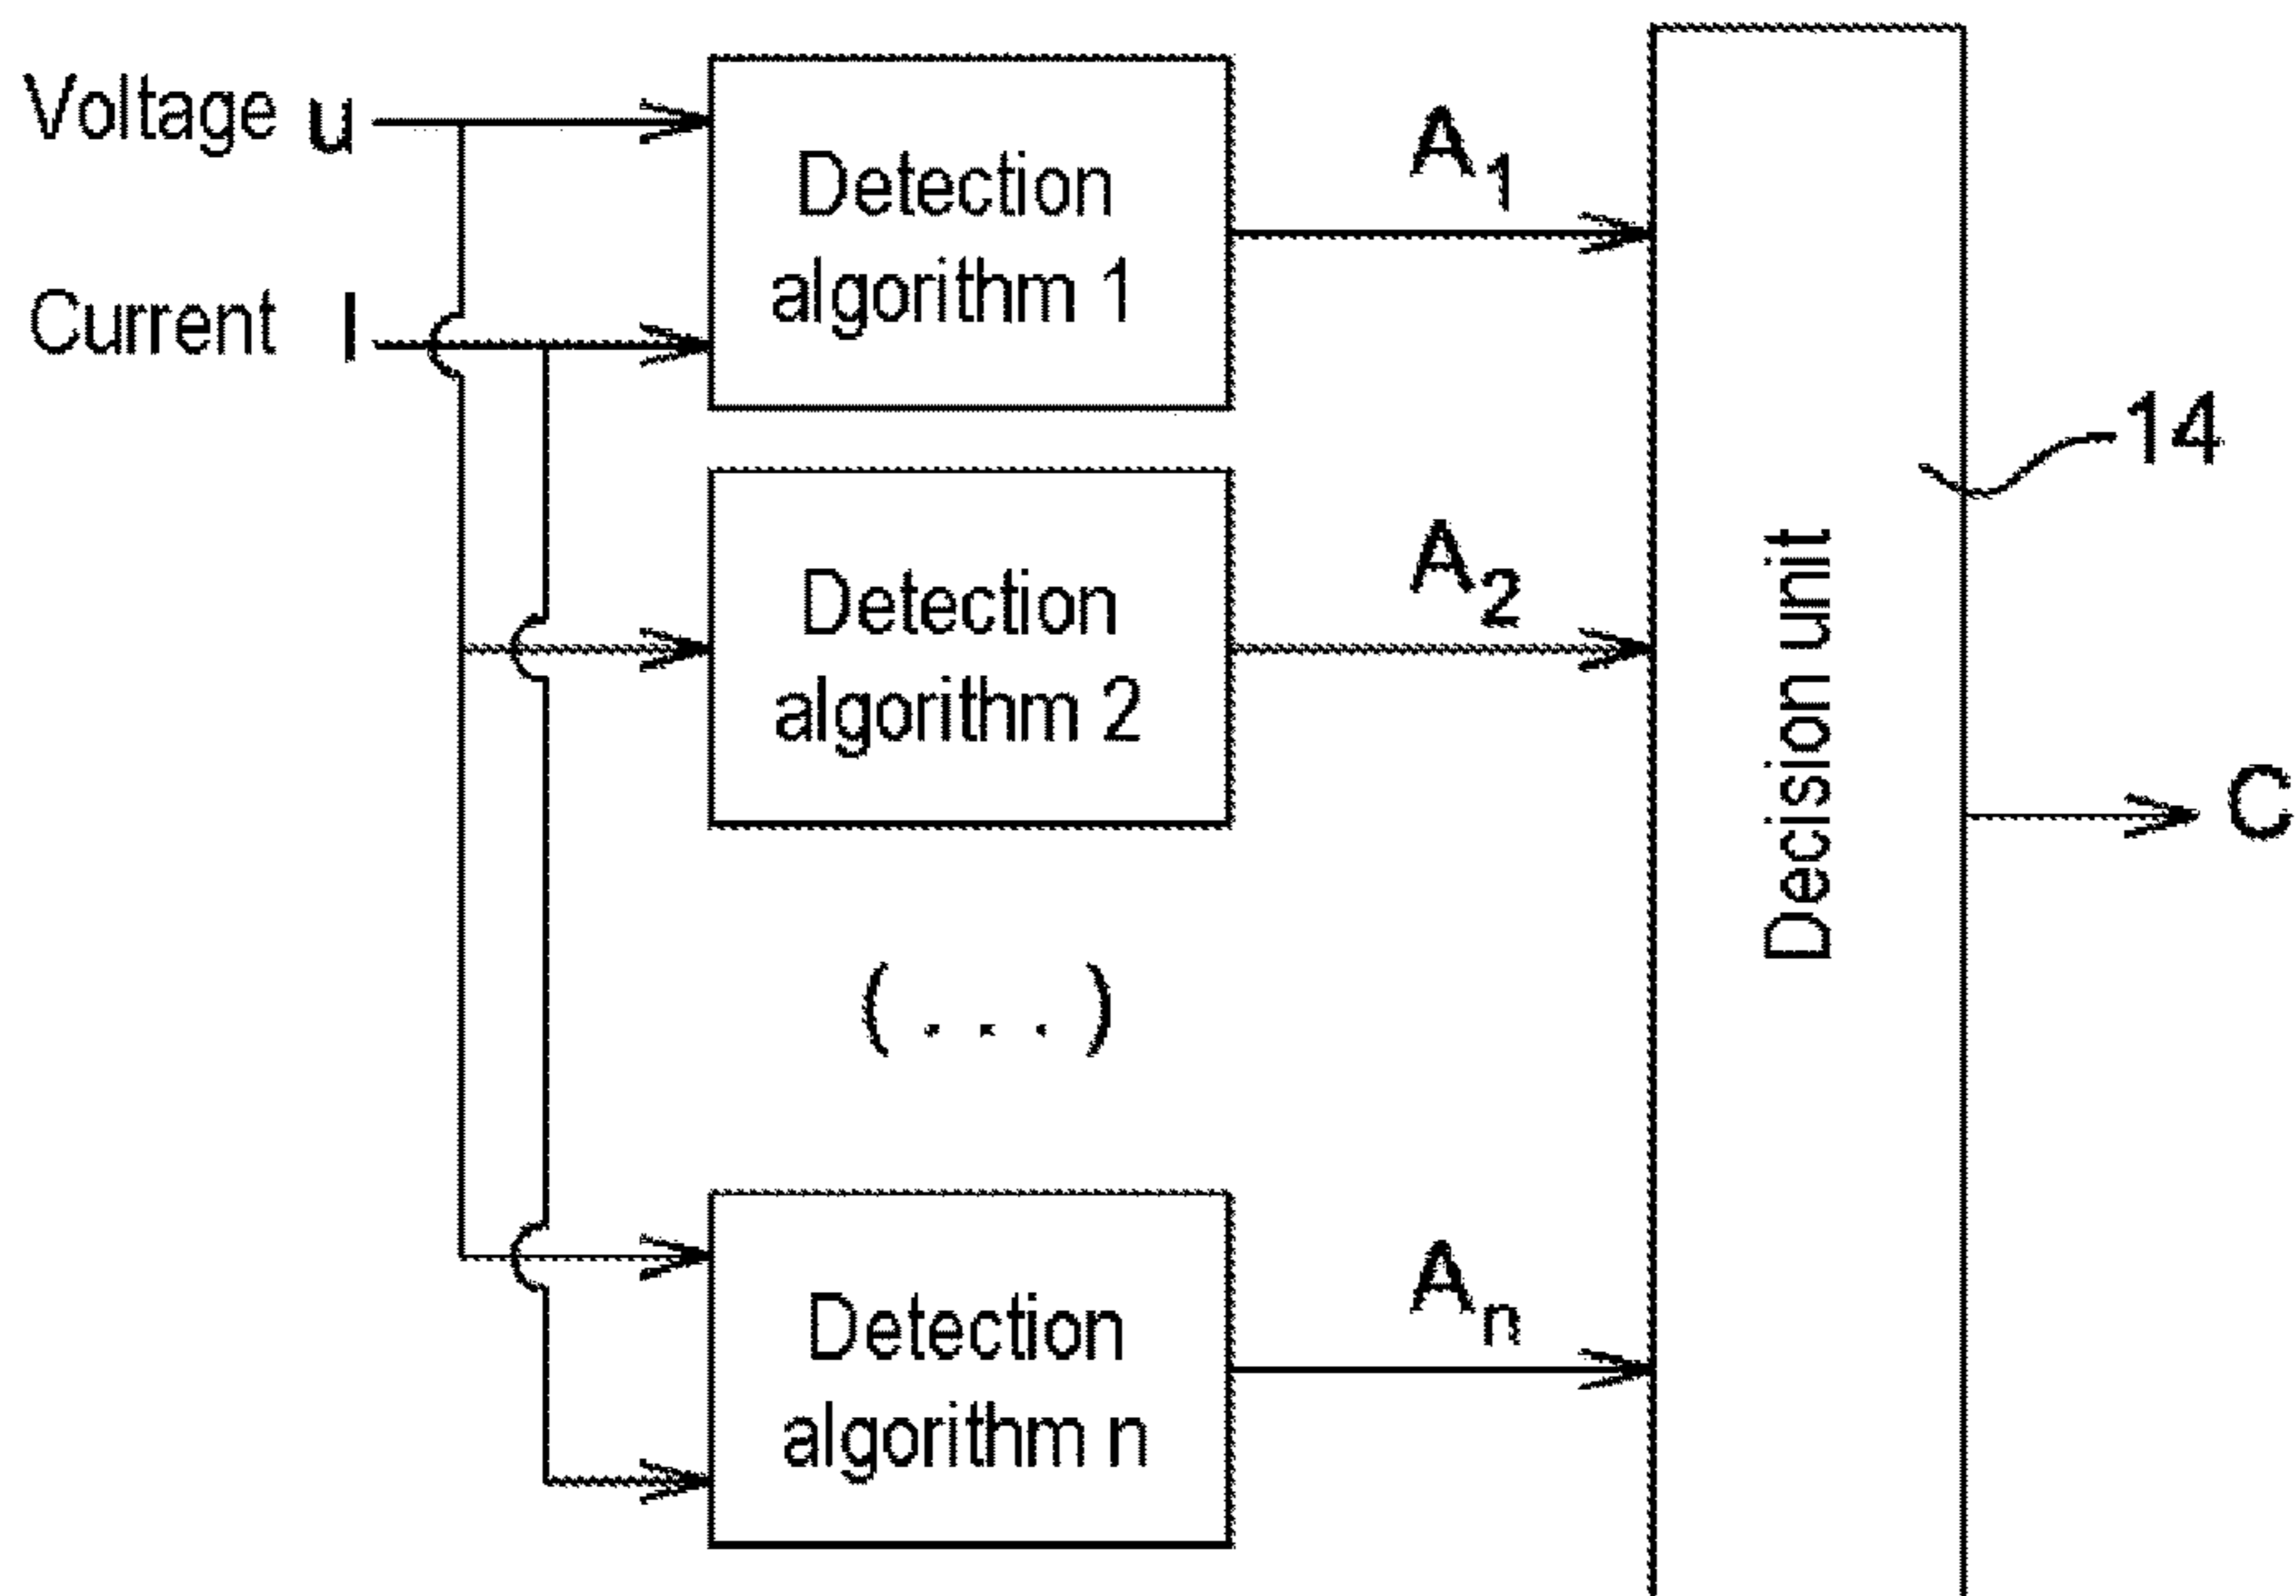 Voltage u
Current I
Detection
algorithm 1
A1
Detection
algorithm 2
A2
( . . . )
Detection
algorithm n
An
Decision unit
14
C